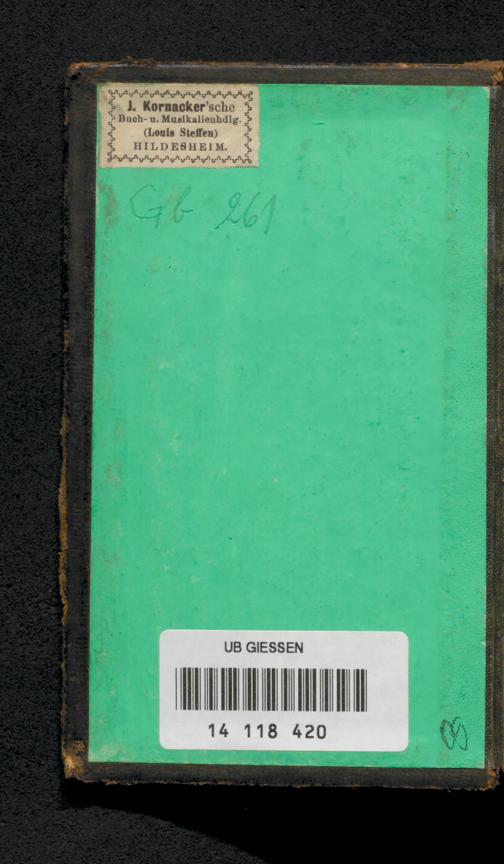 J. Kornacker'sche
Buch- u. Musikalienhdlg.
(Louis Steffen)
HILDESHEIM.
Gb 261
UB GIESSEN
14 118 420